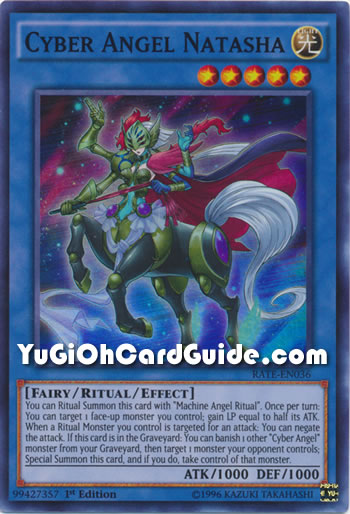 CYBER ANGEL NATASHA
LIGHT
光
YuGiOhCardGuide.com
RATE-EN036
[FAIRY/RITUAL/EFFECT]
You can Ritual Summon this card with "Machine Angel Ritual". Once per turn:
You can target 1 face-up monster you control; gain LP equal to half its ATK.
When a Ritual Monster you control is targeted for an attack: You can negate
the attack. If this card is in the Graveyard: You can banish 1 other "Cyber Angel"
monster from your Graveyard, then target 1 monster your opponent controls;
Special Summon this card, and if you do, take control of that monster.
ATK/1000 DEF/1000
99427357 1st Edition ©1996 KAZUKI TAKAHASHI